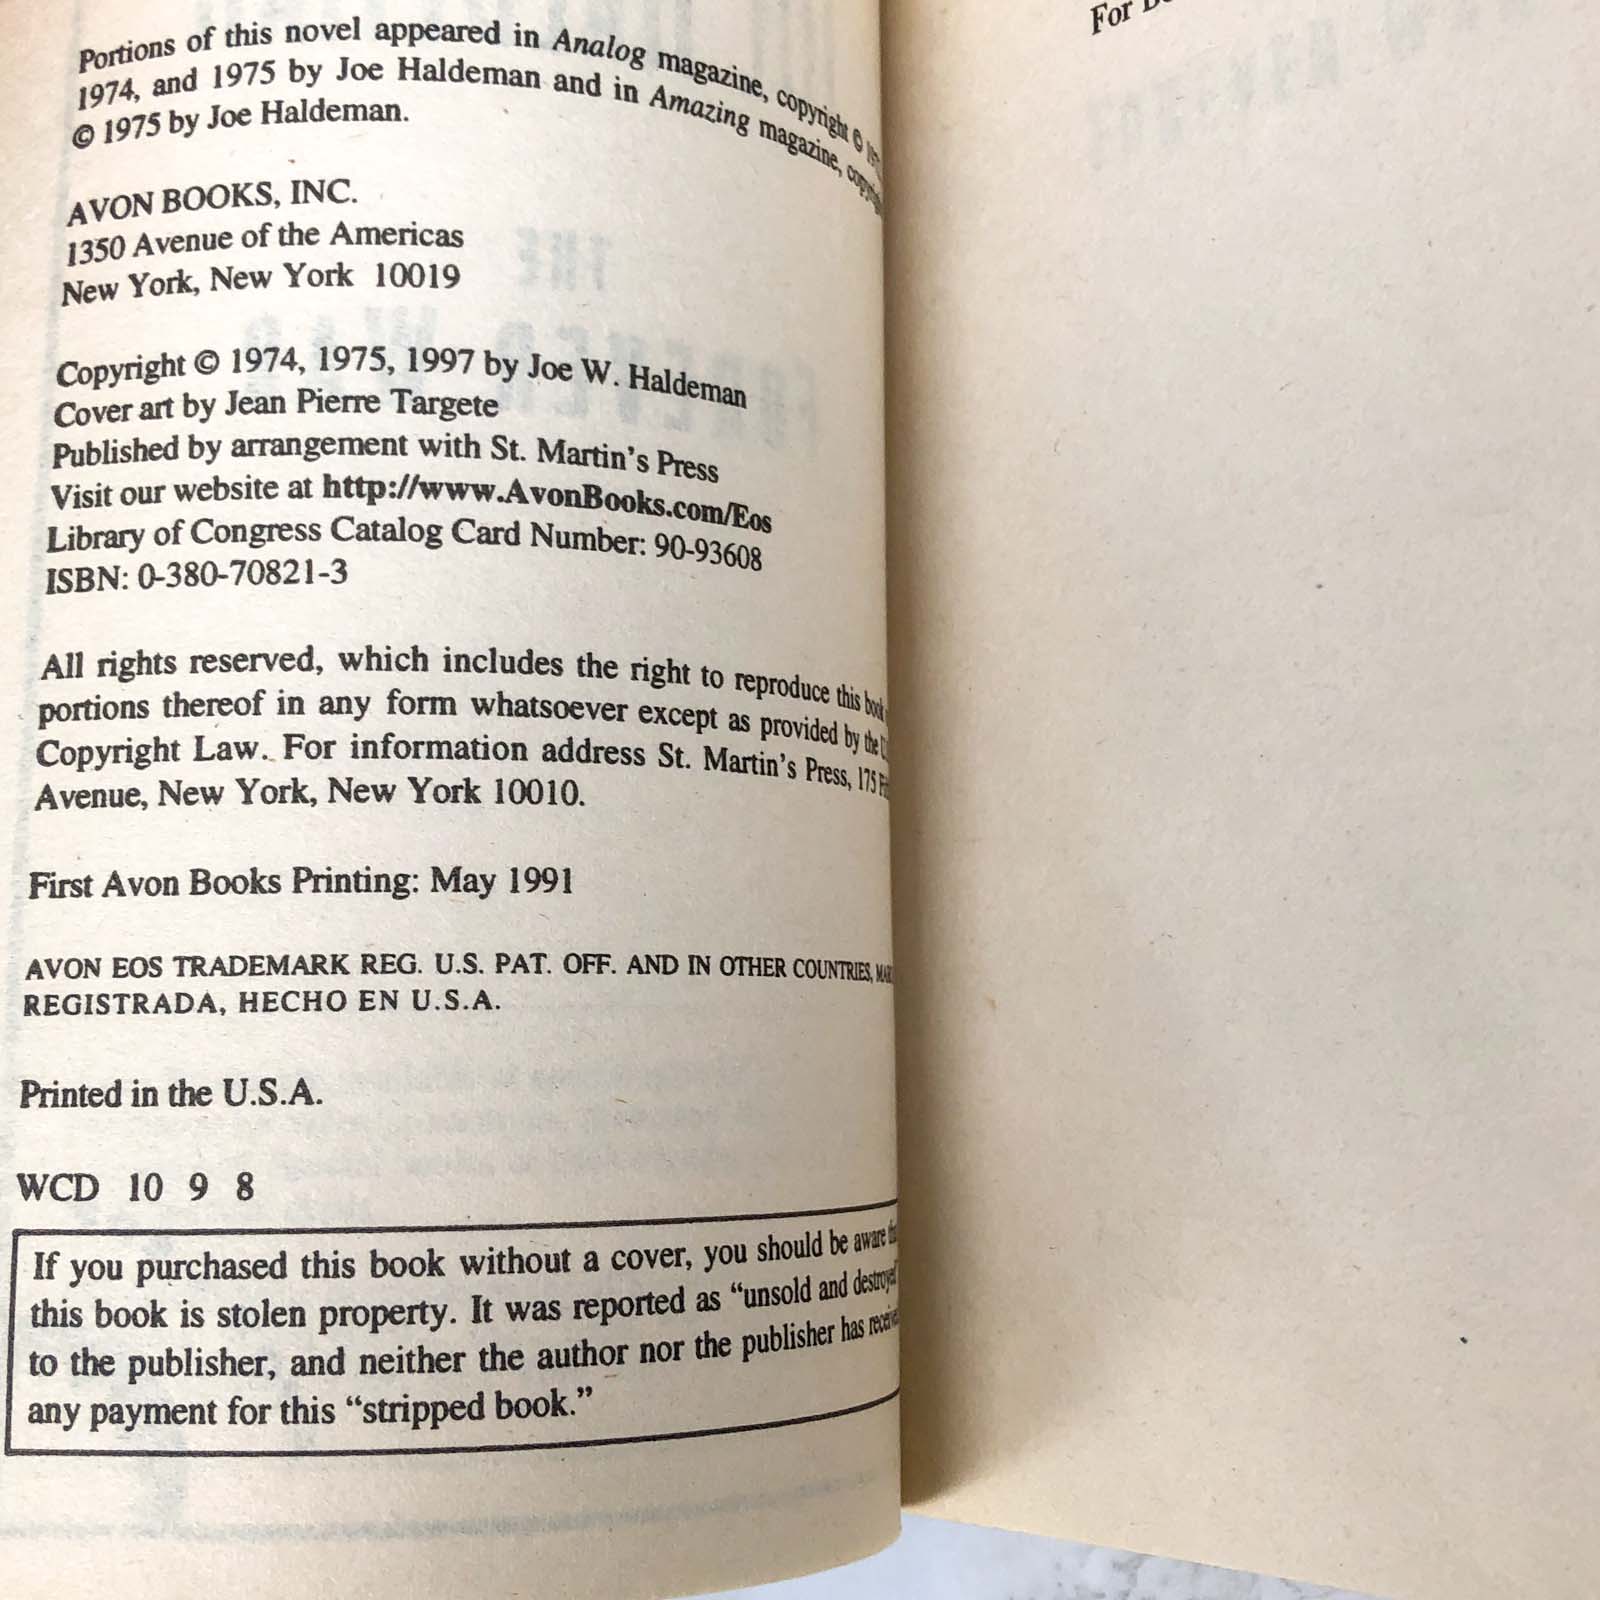 Portions of this novel appeared in Analog magazine, copyright ©
1974, and 1975 by Joe Haldeman and in Amazing magazine, copyright
© 1975 by Joe Haldeman.
AVON BOOKS, INC.
1350 Avenue of the Americas
New York, New York 10019
Copyright © 1974, 1975, 1997 by Joe W. Haldeman
Cover art by Jean Pierre Targete
Published by arrangement with St. Martin's Press
Visit our website at http://www.AvonBooks.com/Eos
Library of Congress Catalog Card Number: 90-93608
ISBN: 0-380-70821-3
All rights reserved, which includes the right to reproduce this book
portions thereof in any form whatsoever except as provided by the
Copyright Law. For information address St. Martin's Press, 175
Avenue, New York, New York 10010.
First Avon Books Printing: May 1991
AVON EOS TRADEMARK REG. U.S. PAT. OFF. AND IN OTHER COUNTRIES,
REGISTRADA, HECHO EN U.S.A.
Printed in the U.S.A.
WCD 10 9 8
If you purchased this book without a cover, you should be aware
this book is stolen property. It was reported as "unsold and destroyed
to the publisher, and neither the author nor the publisher has
any payment for this "stripped book."
For
THE
FOREVER WAR